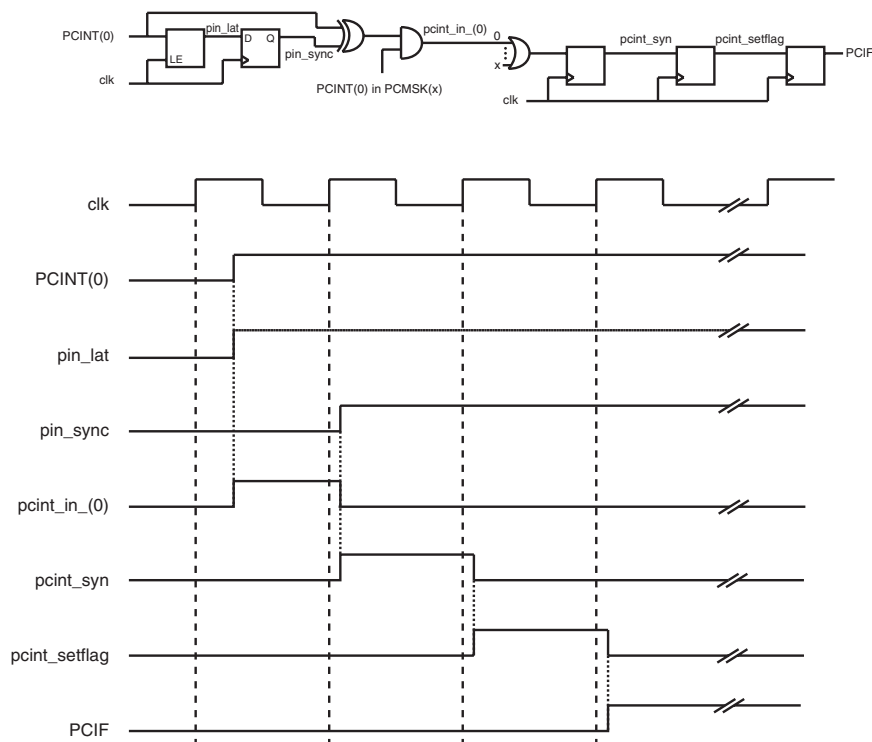 PCINT(0)
pin_lat
LE
D Q
pin_sync
clk
pcint_in_(0)
PCINT(0) in PCMSK(x)
0
x
clk
pcint_syn
pcint_setflag
PCIF
clk
PCINT(0)
pin_lat
pin_sync
pcint_in_(0)
pcint_syn
pcint_setflag
PCIF